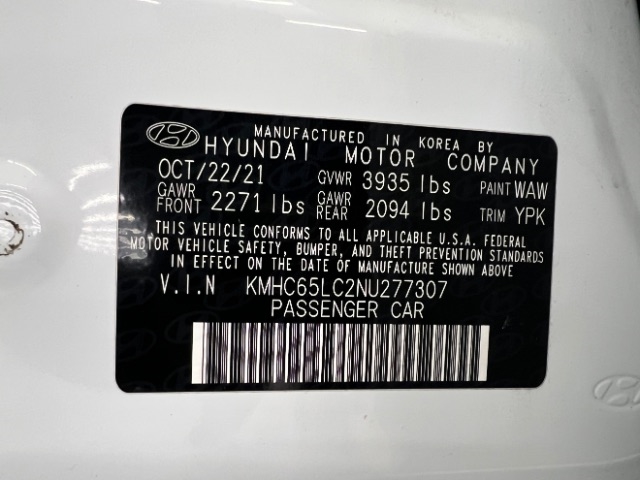 MANUFACTURED IN KOREA BY
HYUNDAI MOTOR COMPANY
OCT/22/21 GVWR 3935 lbs PAINT WAW
GAWR FRONT 2271 lbs GAWR REAR 2094 lbs TRIM YPK
THIS VEHICLE CONFORMS TO ALL APPLICABLE U.S.A. FEDERAL
MOTOR VEHICLE SAFETY, BUMPER, AND THEFT PREVENTION STANDARDS
IN EFFECT ON THE DATE OF MANUFACTURE SHOWN ABOVE
V.I.N KMHC65LC2NU277307
PASSENGER CAR